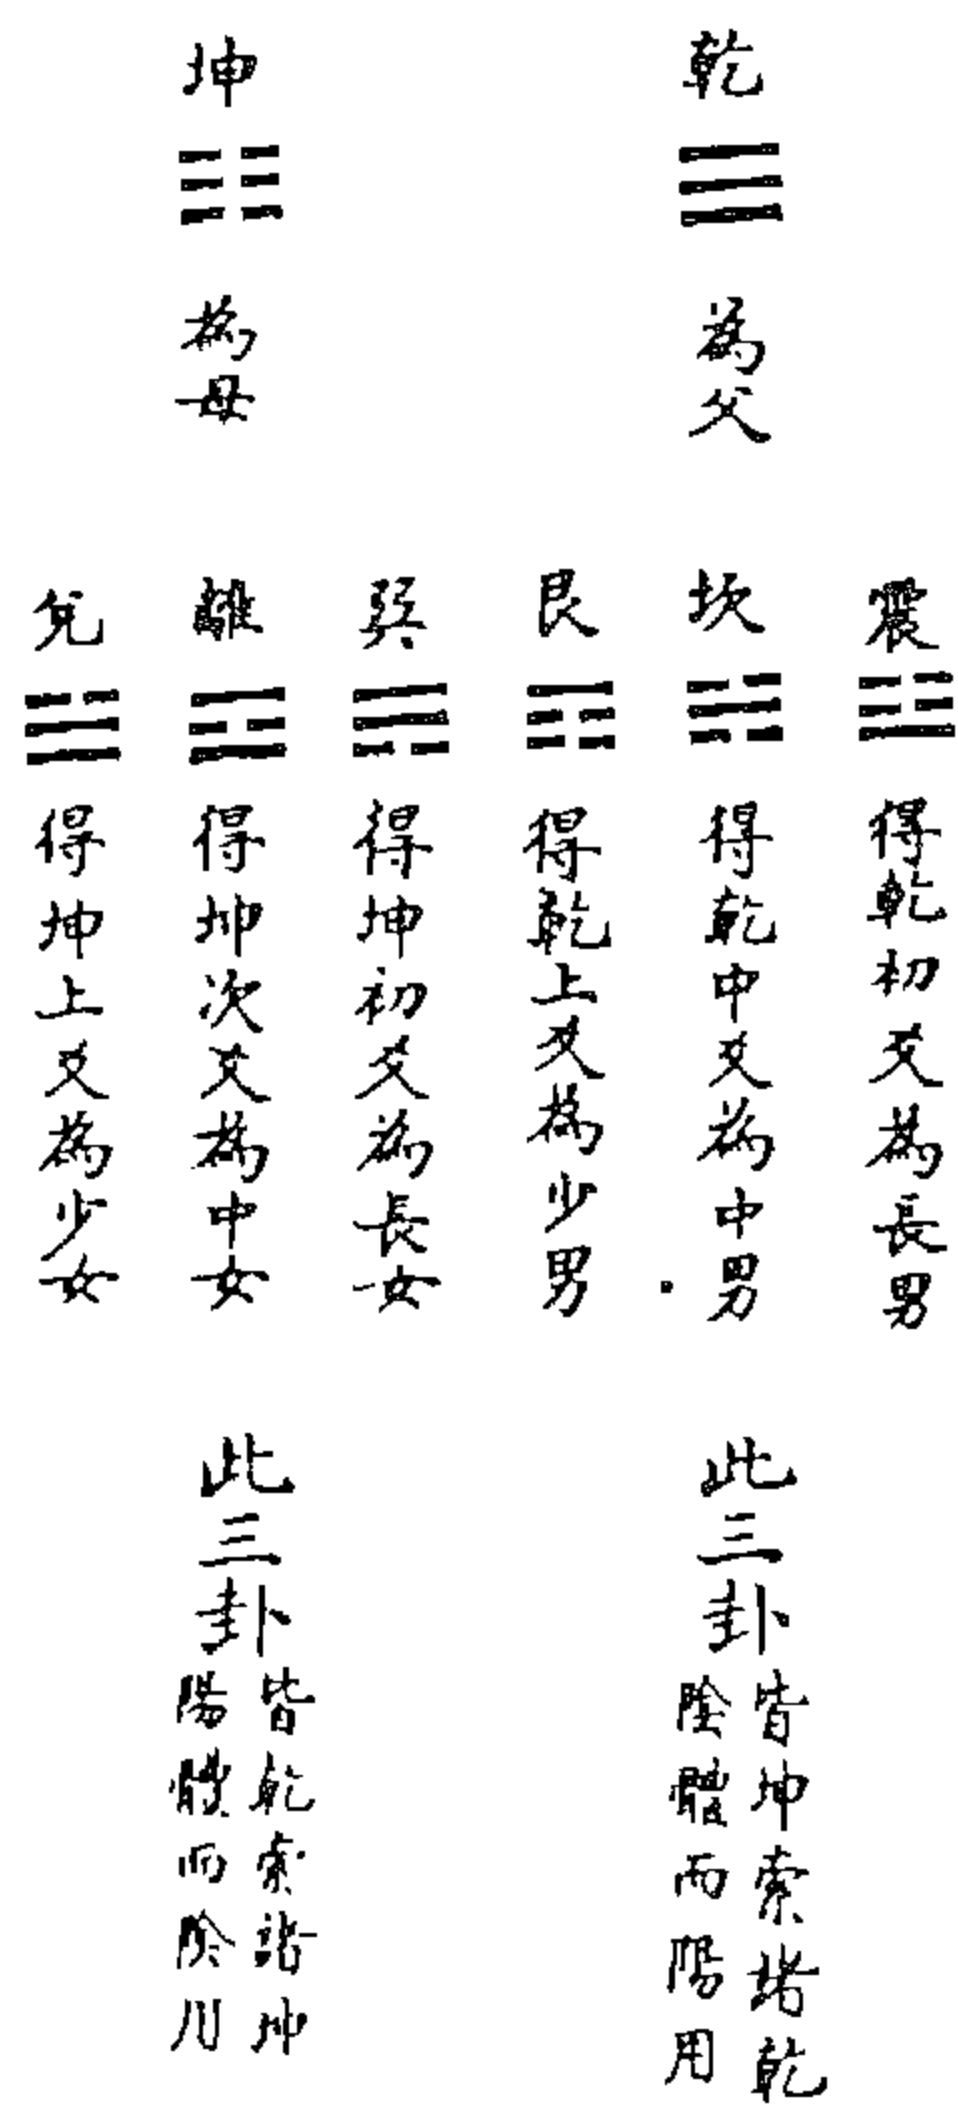 乾
為父
坤
為母
震
得乾初爻為長男
坎
得乾中爻為中男
艮
得乾上爻為少男
巽
得坤初爻為長女
離
得坤次爻為中女
兌
得坤上爻為少女
此三卦
皆坤索諸乾
陰體而陽用
此三卦
皆乾索諸坤
陽體而陰用